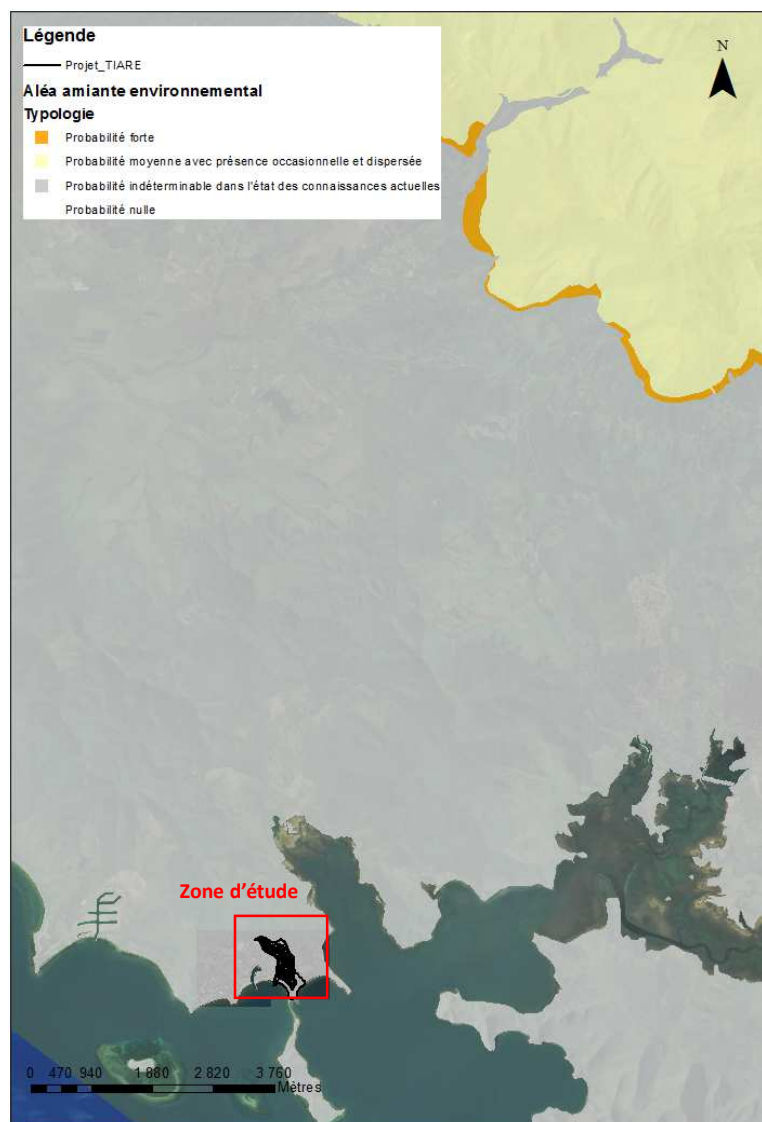 Légende
Projet_TIARE
Aléa amiante environnemental
Typologie
Probabilité forte
Probabilité moyenne avec présence occasionnelle et dispersée
Probabilité indéterminable dans l'état des connaissances actuelles
Probabilité nulle
N
Zone d'étude
0 470 940 1 880 2 820 3 760
Mètres